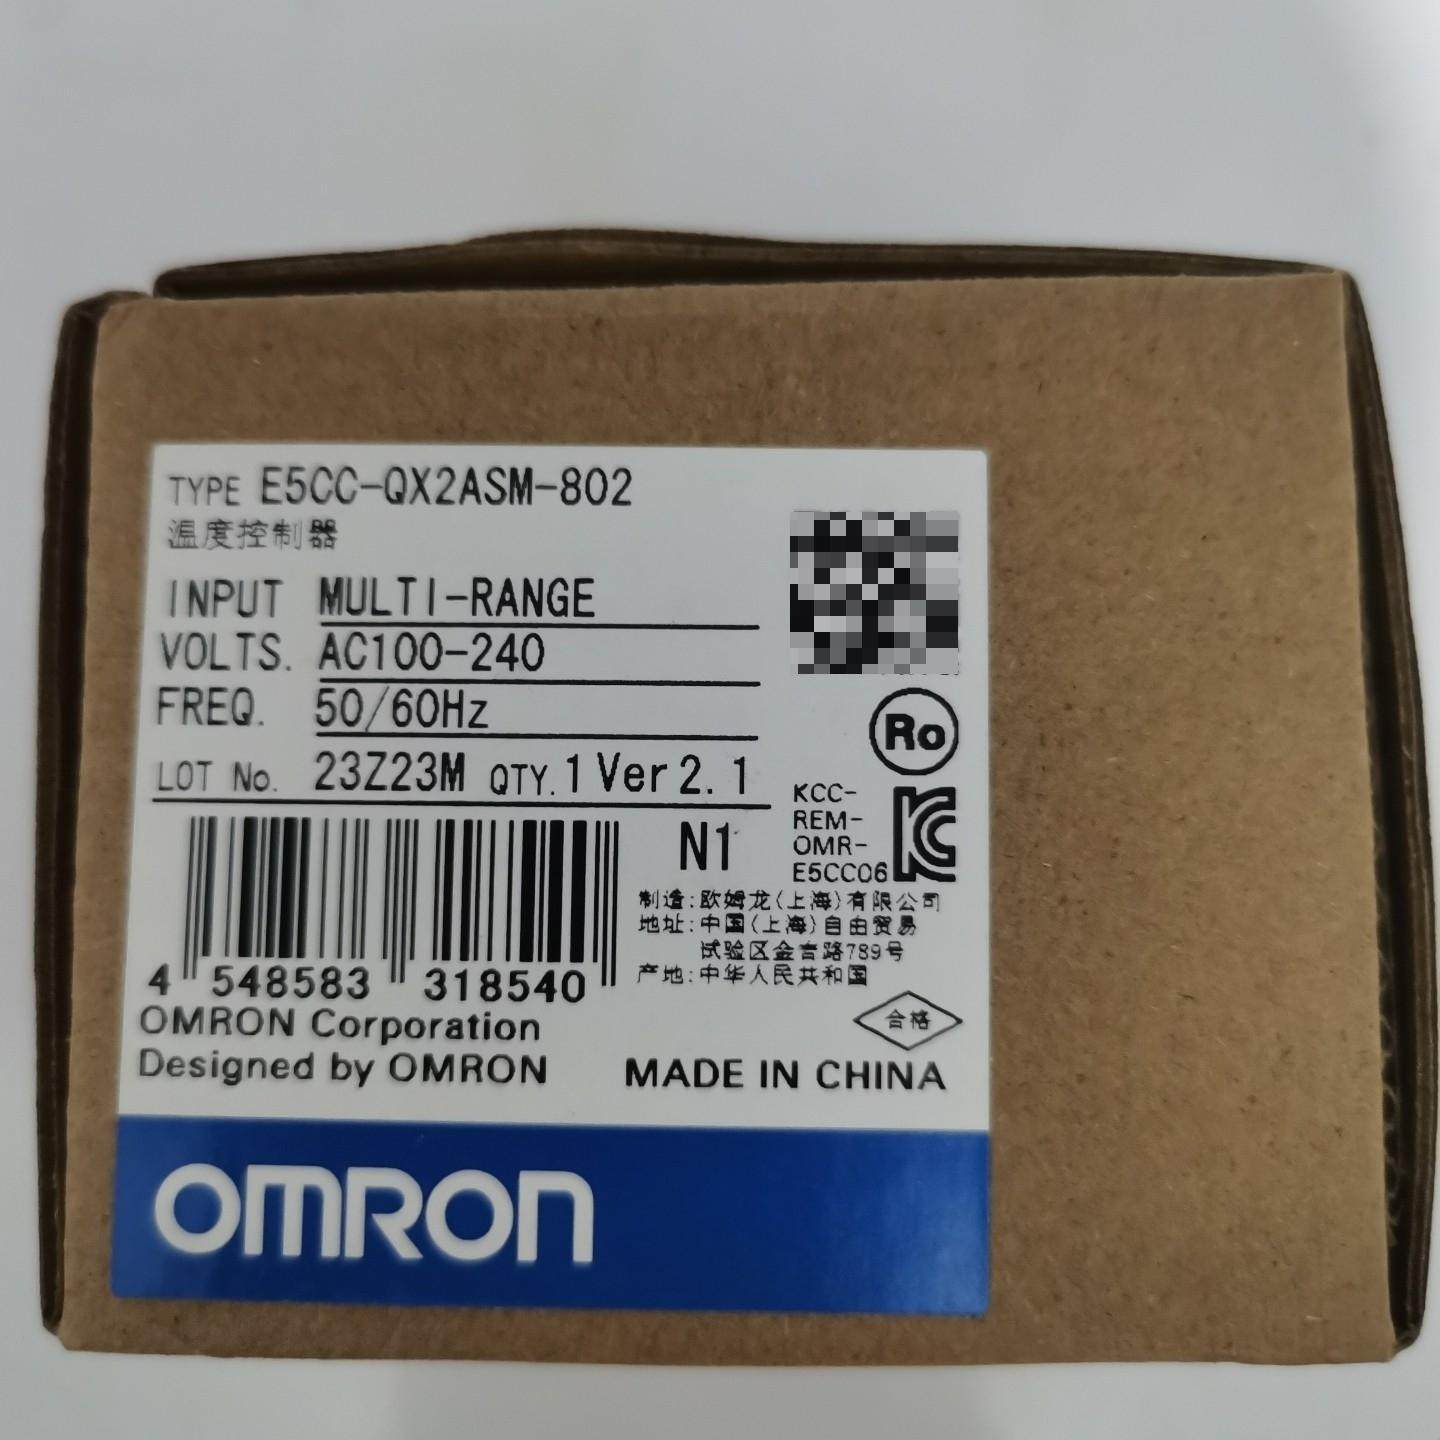 TYPE E5CC-QX2ASM-802
温度控制器
INPUT MULTI-RANGE
VOLTS. AC100-240
FREQ. 50/60Hz
LOT No. 23Z23M QTY. 1 Ver 2.1
Ro
KCC-
REM-
OMR-
E5CC06
KC
N1
制造:欧姆龙(上海)有限公司
地址:中国(上海)自由贸易
试验区金吉路789号
产地:中华人民共和国
4 548583 318540
OMRON Corporation
Designed by OMRON
合格
MADE IN CHINA
OMRON